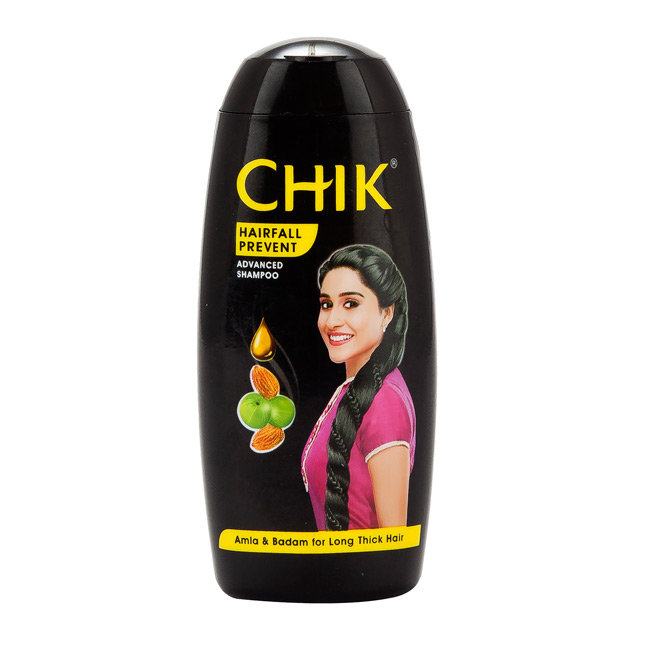 CHIK®
HAIRFALL
PREVENT
ADVANCED
SHAMPOO
Amla & Badam for Long Thick Hair